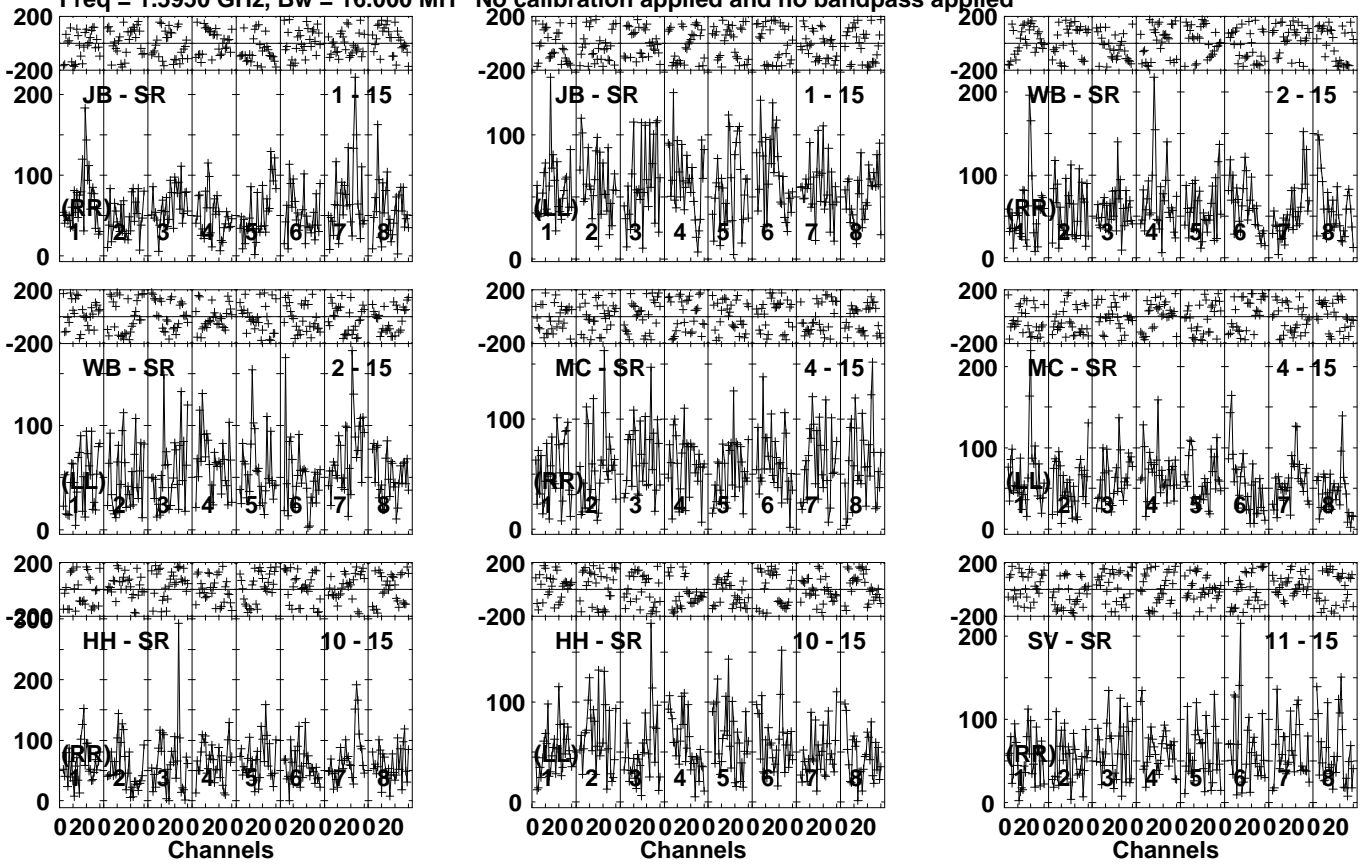 Freq = 1.5950 GHz, Bw = 16.000 MH No calibration applied and no bandpass applied
200 200 200
-200 -200 -200
200 JB - SR 1 - 15 JB - SR 1 - 15 200 WB - SR 2 - 15
100 100 100
(RR) (LL) (RR)
1 2 3 4 5 6 7 8 1 2 3 4 5 6 7 8 1 2 3 4 5 6 7 8
0 0 0
200 200 200
-200 -200 -200
WB - SR 2 - 15 MC - SR 4 - 15 200 MC - SR 4 - 15
100 100 100
(LL) (RR) (LL)
1 2 3 4 5 6 7 8 1 2 3 4 5 6 7 8 1 2 3 4 5 6 7 8
0 0 0
200 200 200
-200 -200 -200
300
HH - SR 10 - 15 HH - SR 10 - 15 200 SV - SR 11 - 15
200
100 100 100
(RR) (LL) (RR)
1 2 3 4 5 6 7 8 1 2 3 4 5 6 7 8 1 2 3 4 5 6 7 8
0 0 0
0 20 0 20 0 20 0 20 0 20 0 20 0 20 0 20 0 20 0 20 0 20 0 20 0 20 0 20 0 20 0 20 0 20 0 20 0 20 0 20 0 20 0 20 0 20 0 20
Channels Channels Channels